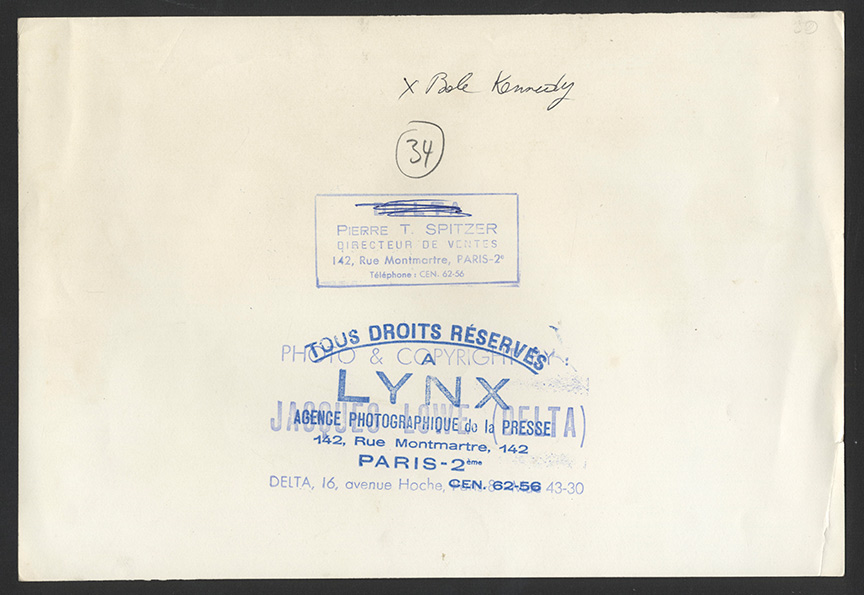 x Bobe Kennedy
34
PIERRE T. SPITZER
DIRECTEUR DE VENTES
142, Rue Montmartre, PARIS-2e
Téléphone : CEN. 62-56
TOUS DROITS RÉSERVÉS
PHOTO & COPYRIGHT BY :
A
LYNX
JACQUES LOWE (DELTA)
AGENCE PHOTOGRAPHIQUE de la PRESSE
142, Rue Montmartre, 142
PARIS-2ème
DELTA, 16, avenue Hoche, 43-30
CEN. 62-56